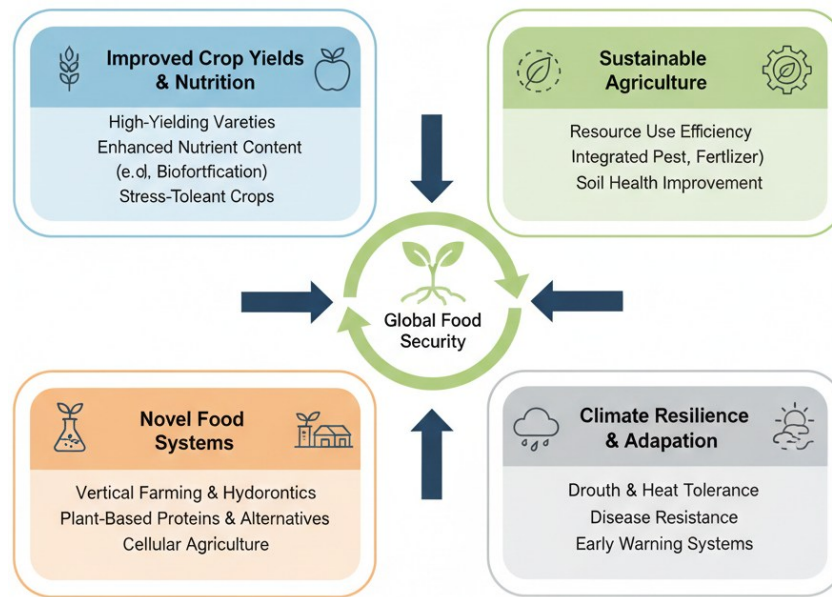 Improved Crop Yields
& Nutrition
High-Yielding Vareties
Enhanced Nutrient Content
(e.d, Biofortfication)
Stress-Toleant Crops
Sustainable
Agriculture
Resource Use Efficiency
Integrated Pest, Fertlizer)
Soil Health Improvement
Global Food
Security
Novel Food
Systems
Vertical Farming & Hydorontics
Plant-Based Proteins & Alternatives
Cellular Agriculture
Climate Resilience
& Adapation
Drouth & Heat Tolerance
Disease Resistance
Early Warning Systems